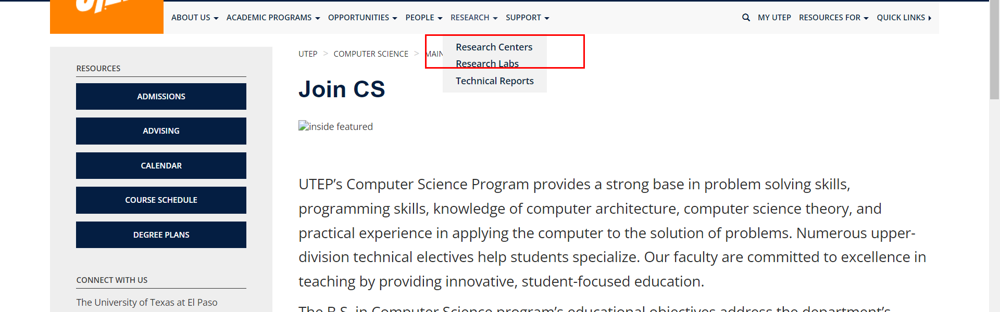 ABOUT US ACADEMIC PROGRAMS OPPORTUNITIES PEOPLE RESEARCH SUPPORT MY UTEP RESOURCES FOR QUICK LINKS
Research Centers
Research Labs
Technical Reports
UTEP > COMPUTER SCIENCE > MAIN
RESOURCES
ADMISSIONS
ADVISING
CALENDAR
COURSE SCHEDULE
DEGREE PLANS
CONNECT WITH US
The University of Texas at El Paso
Join CS
inside featured
UTEP’s Computer Science Program provides a strong base in problem solving skills,
programming skills, knowledge of computer architecture, computer science theory, and
practical experience in applying the computer to the solution of problems. Numerous upper-
division technical electives help students specialize. Our faculty are committed to excellence in
teaching by providing innovative, student-focused education.
The B.S. in Computer Science program’s educational objectives address the department’s